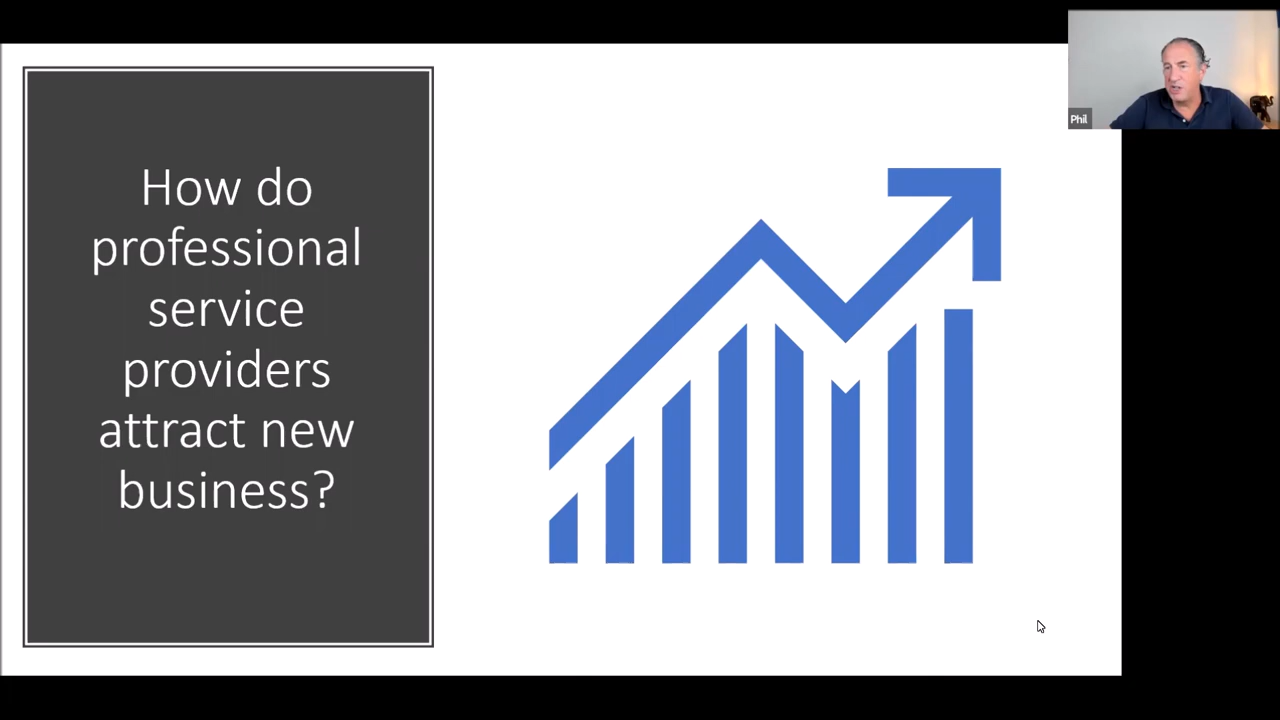 How do
professional
service
providers
attract new
business?
Phil